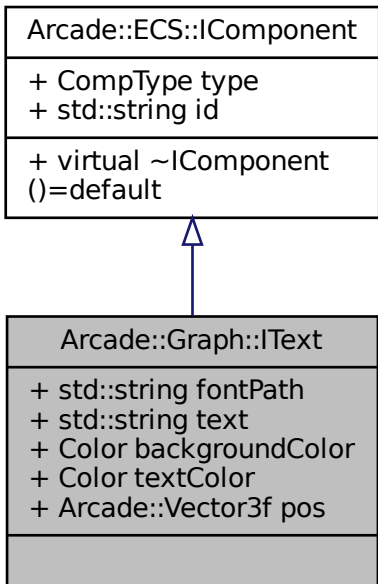 Arcade::ECS::IComponent
+ CompType type
+ std::string id
+ virtual ~IComponent
()=default
Arcade::Graph::IText
+ std::string fontPath
+ std::string text
+ Color backgroundColor
+ Color textColor
+ Arcade::Vector3f pos